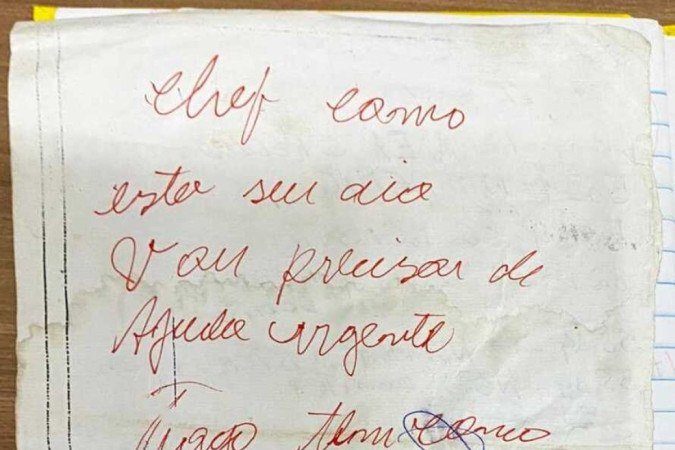 chef como
esta seu dia
Vou precisar de
Ajuda urgente
Tiago